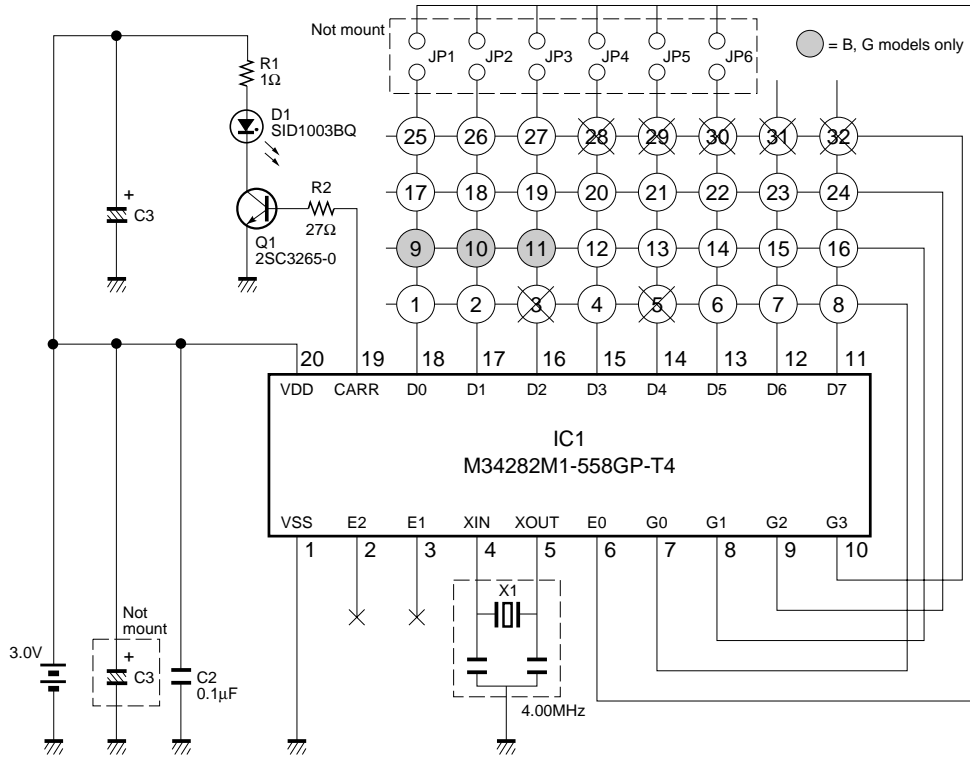 Not mount
JP1 JP2 JP3 JP4 JP5 JP6
= B, G models only
R1
1Ω
D1
SID1003BQ
25 26 27 28 29 30 31 32
17 18 19 20 21 22 23 24
9 10 11 12 13 14 15 16
1 2 3 4 5 6 7 8
+
C3
R2
27Ω
Q1
2SC3265-0
20 19 18 17 16 15 14 13 12 11
VDD CARR D0 D1 D2 D3 D4 D5 D6 D7
IC1
M34282M1-558GP-T4
VSS E2 E1 XIN XOUT E0 G0 G1 G2 G3
1 2 3 4 5 6 7 8 9 10
X1
4.00MHz
3.0V
Not
mount
+
C3
C2
0.1µF